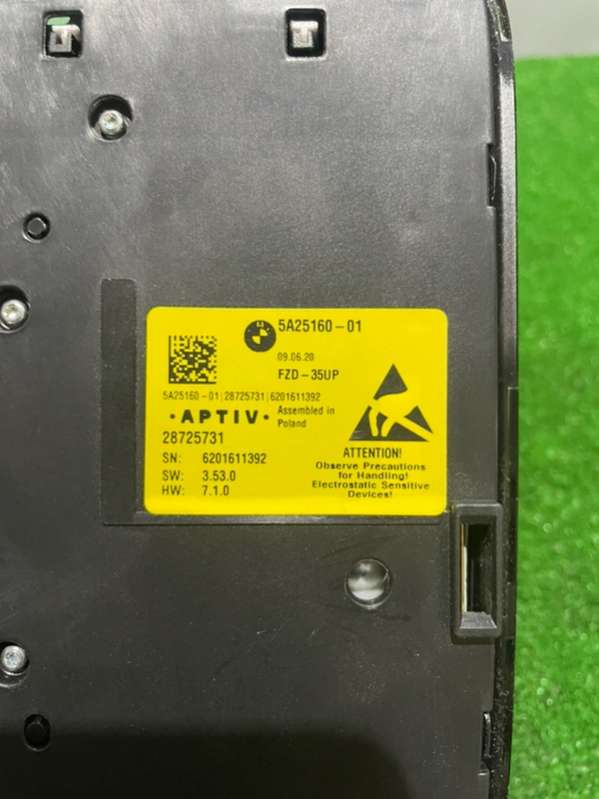 5A25160-01
09.06.20
FZD-35UP
5A25160-01|28725731|6201611392
·APTIV·
Assembled in
Poland
28725731
SN: 6201611392
SW: 3.53.0
HW: 7.1.0
ATTENTION!
Observe Precautions
for Handling!
Electrostatic Sensitive
Devices!